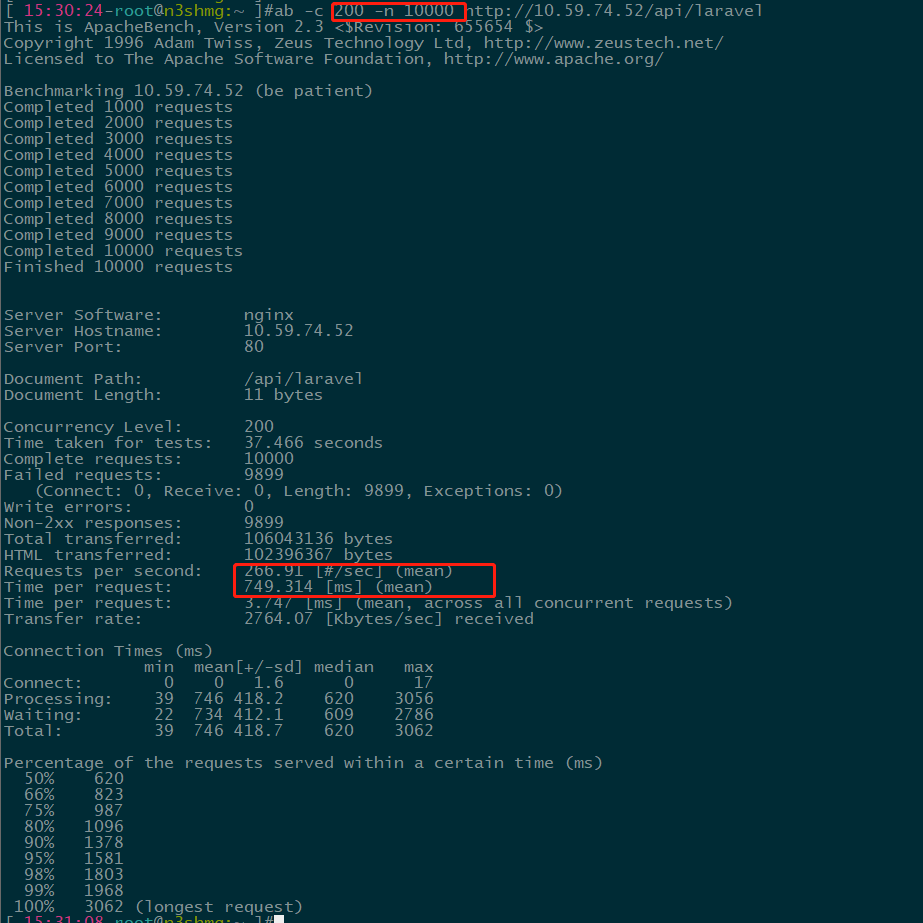 [ 15:30:24-root@n3shmg:~ ]#ab -c 200 -n 10000 http://10.59.74.52/api/laravel
This is ApacheBench, Version 2.3 <$Revision: 655654 $>
Copyright 1996 Adam Twiss, Zeus Technology Ltd, http://www.zeustech.net/
Licensed to The Apache Software Foundation, http://www.apache.org/
Benchmarking 10.59.74.52 (be patient)
Completed 1000 requests
Completed 2000 requests
Completed 3000 requests
Completed 4000 requests
Completed 5000 requests
Completed 6000 requests
Completed 7000 requests
Completed 8000 requests
Completed 9000 requests
Completed 10000 requests
Finished 10000 requests
Server Software: nginx
Server Hostname: 10.59.74.52
Server Port: 80
Document Path: /api/laravel
Document Length: 11 bytes
Concurrency Level: 200
Time taken for tests: 37.466 seconds
Complete requests: 10000
Failed requests: 9899
(Connect: 0, Receive: 0, Length: 9899, Exceptions: 0)
Write errors: 0
Non-2xx responses: 9899
Total transferred: 106043136 bytes
HTML transferred: 102396367 bytes
Requests per second: 266.91 [#/sec] (mean)
Time per request: 749.314 [ms] (mean)
Time per request: 3.747 [ms] (mean, across all concurrent requests)
Transfer rate: 2764.07 [Kbytes/sec] received
Connection Times (ms)
min mean[+/-sd] median max
Connect: 0 0 1.6 0 17
Processing: 39 746 418.2 620 3056
Waiting: 22 734 412.1 609 2786
Total: 39 746 418.7 620 3062
Percentage of the requests served within a certain time (ms)
50% 620
66% 823
75% 987
80% 1096
90% 1378
95% 1581
98% 1803
99% 1968
100% 3062 (longest request)
[ 15:31:08-root@n3shmg:~ ]#